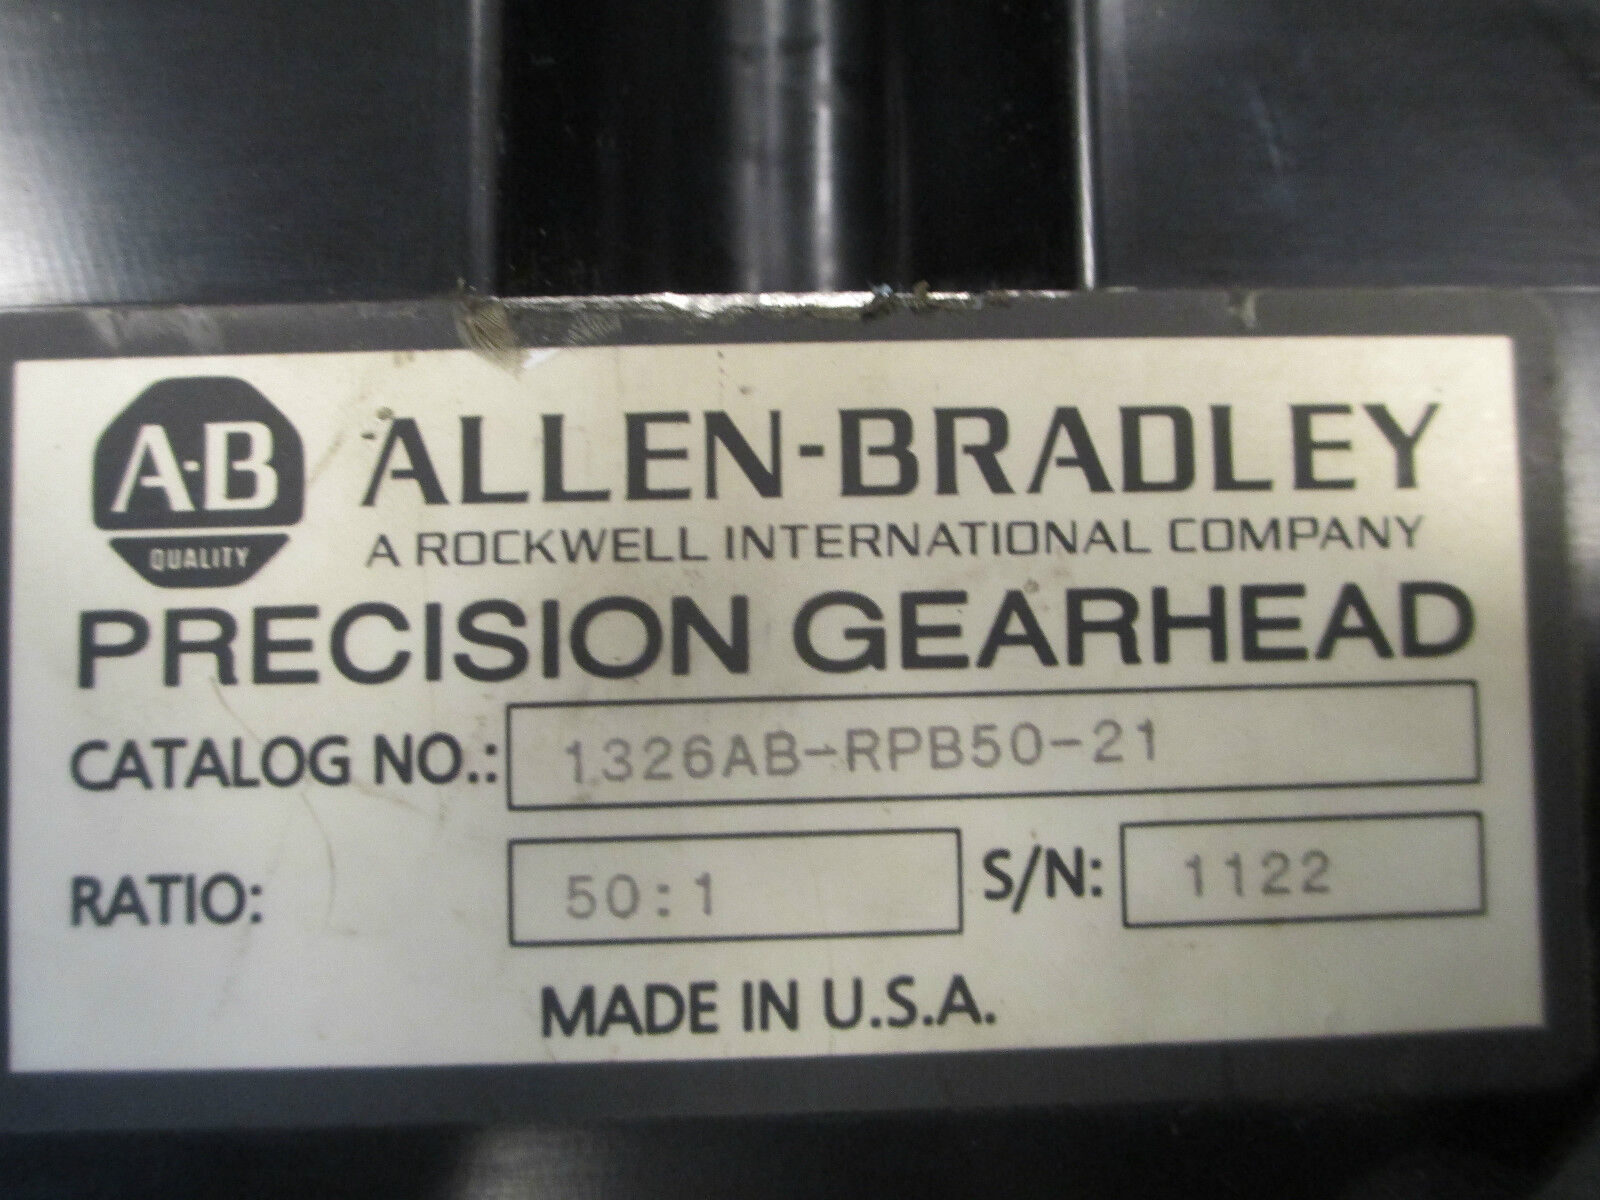 A-B
QUALITY
ALLEN-BRADLEY
A ROCKWELL INTERNATIONAL COMPANY
PRECISION GEARHEAD
CATALOG NO.: 1326AB-RPB50-21
RATIO: 50:1 S/N: 1122
MADE IN U.S.A.